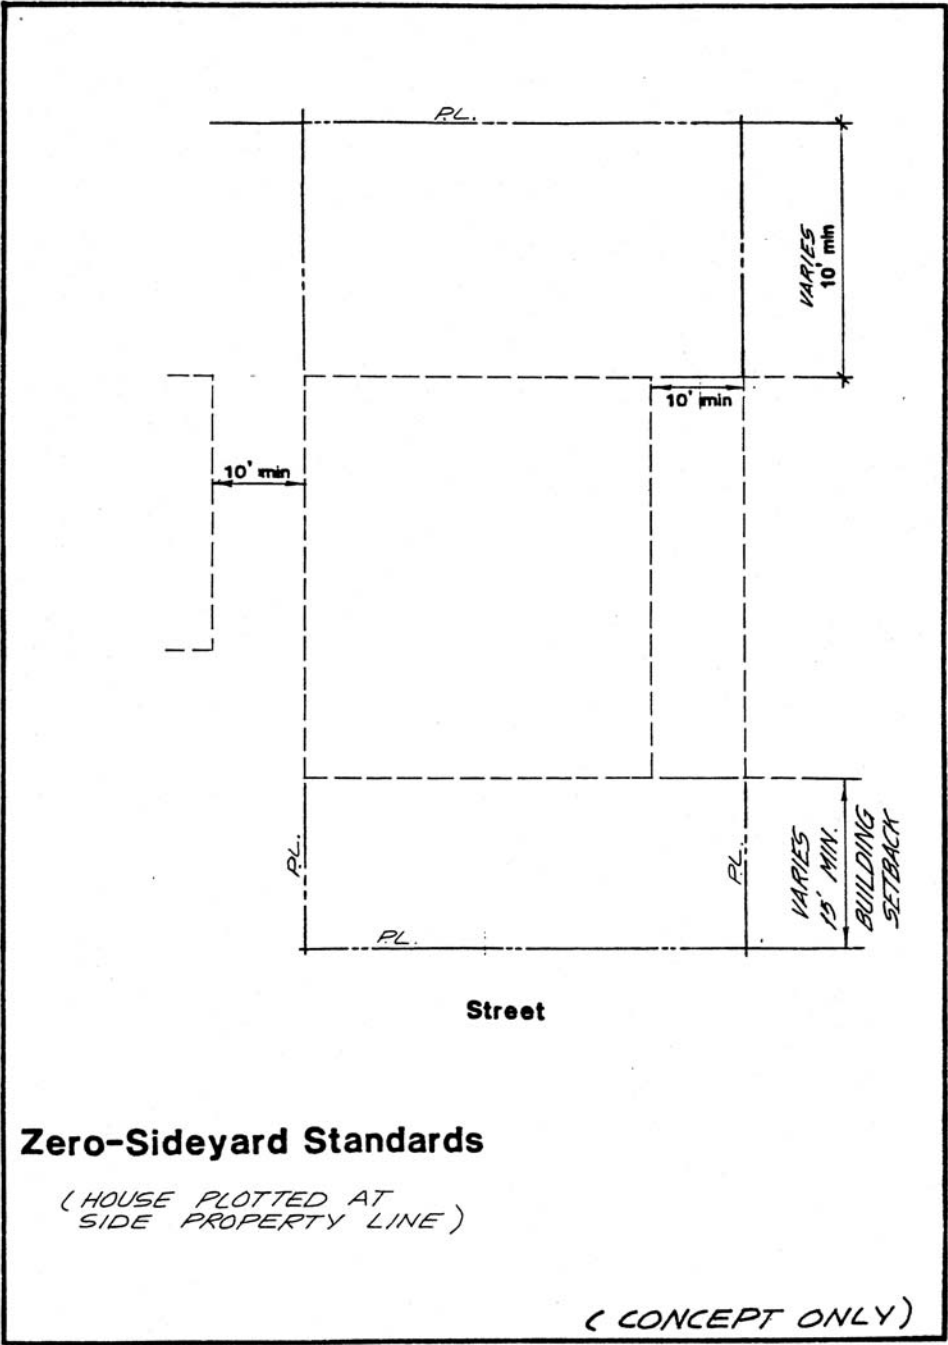 P.L.
VARIES
10' min
10' min
10' min
P.L.
P.L.
VARIES
15' MIN.
BUILDING
SETBACK
P.L.
Street
Zero-Sideyard Standards
(HOUSE PLOTTED AT
SIDE PROPERTY LINE)
(CONCEPT ONLY)